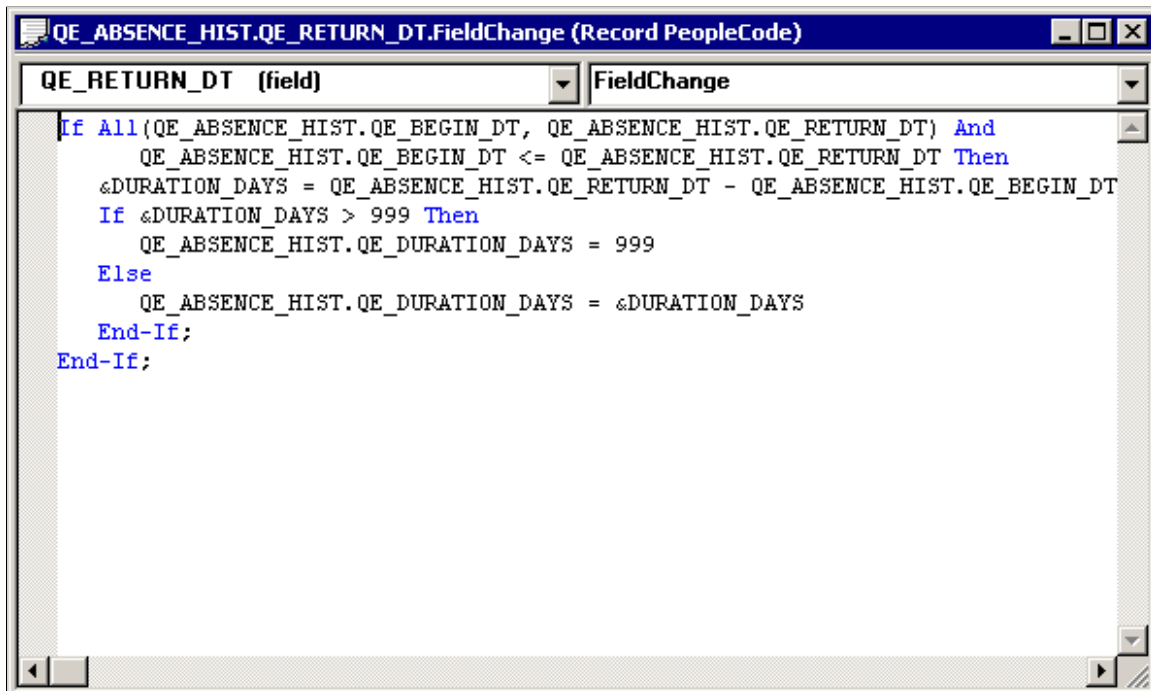 QE_ABSENCE_HIST.QE_RETURN_DT.FieldChange (Record PeopleCode)
QE_RETURN_DT (field) FieldChange
If All(QE_ABSENCE_HIST.QE_BEGIN_DT, QE_ABSENCE_HIST.QE_RETURN_DT) And
QE_ABSENCE_HIST.QE_BEGIN_DT <= QE_ABSENCE_HIST.QE_RETURN_DT Then
&DURATION_DAYS = QE_ABSENCE_HIST.QE_RETURN_DT - QE_ABSENCE_HIST.QE_BEGIN_DT
If &DURATION_DAYS > 999 Then
QE_ABSENCE_HIST.QE_DURATION_DAYS = 999
Else
QE_ABSENCE_HIST.QE_DURATION_DAYS = &DURATION_DAYS
End-If;
End-If;